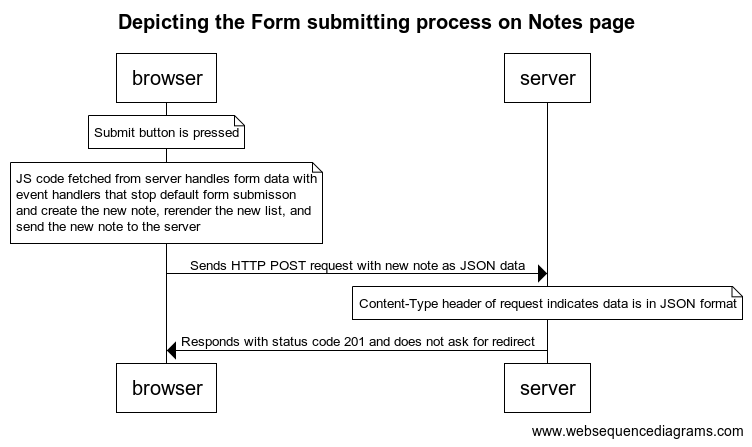 Depicting the Form submitting process on Notes page
browser
server
Submit button is pressed
JS code fetched from server handles form data with
event handlers that stop default form submisson
and create the new note, rerender the new list, and
send the new note to the server
Sends HTTP POST request with new note as JSON data
Content-Type header of request indicates data is in JSON format
Responds with status code 201 and does not ask for redirect
browser
server
www.websequencediagrams.com